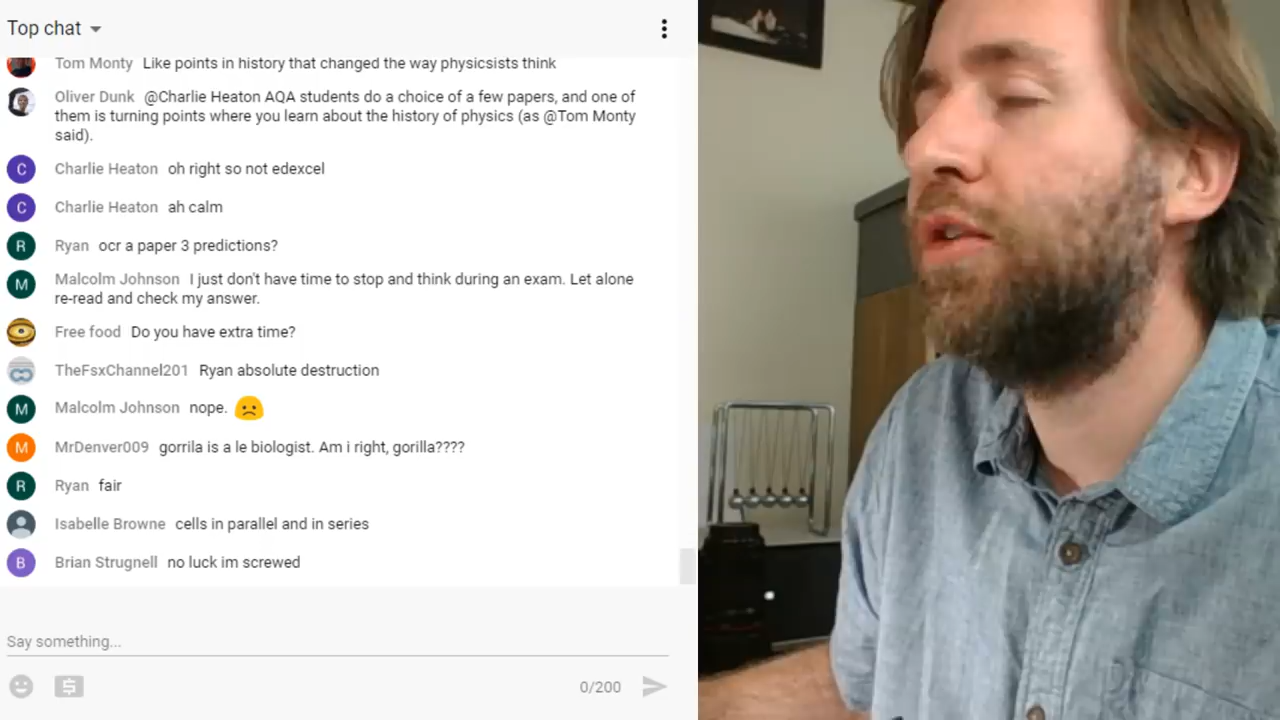 Top chat
Tom Monty Like points in history that changed the way physicsists think
Oliver Dunk @Charlie Heaton AQA students do a choice of a few papers, and one of
them is turning points where you learn about the history of physics (as @Tom Monty
said).
C Charlie Heaton oh right so not edexcel
C Charlie Heaton ah calm
R Ryan ocr a paper 3 predictions?
M Malcolm Johnson I just don't have time to stop and think during an exam. Let alone
re-read and check my answer.
Free food Do you have extra time?
TheFsxChannel201 Ryan absolute destruction
M Malcolm Johnson nope.
M MrDenver009 gorrila is a le biologist. Am i right, gorilla????
R Ryan fair
Isabelle Browne cells in parallel and in series
B Brian Strugnell no luck im screwed
Say something...
0/200